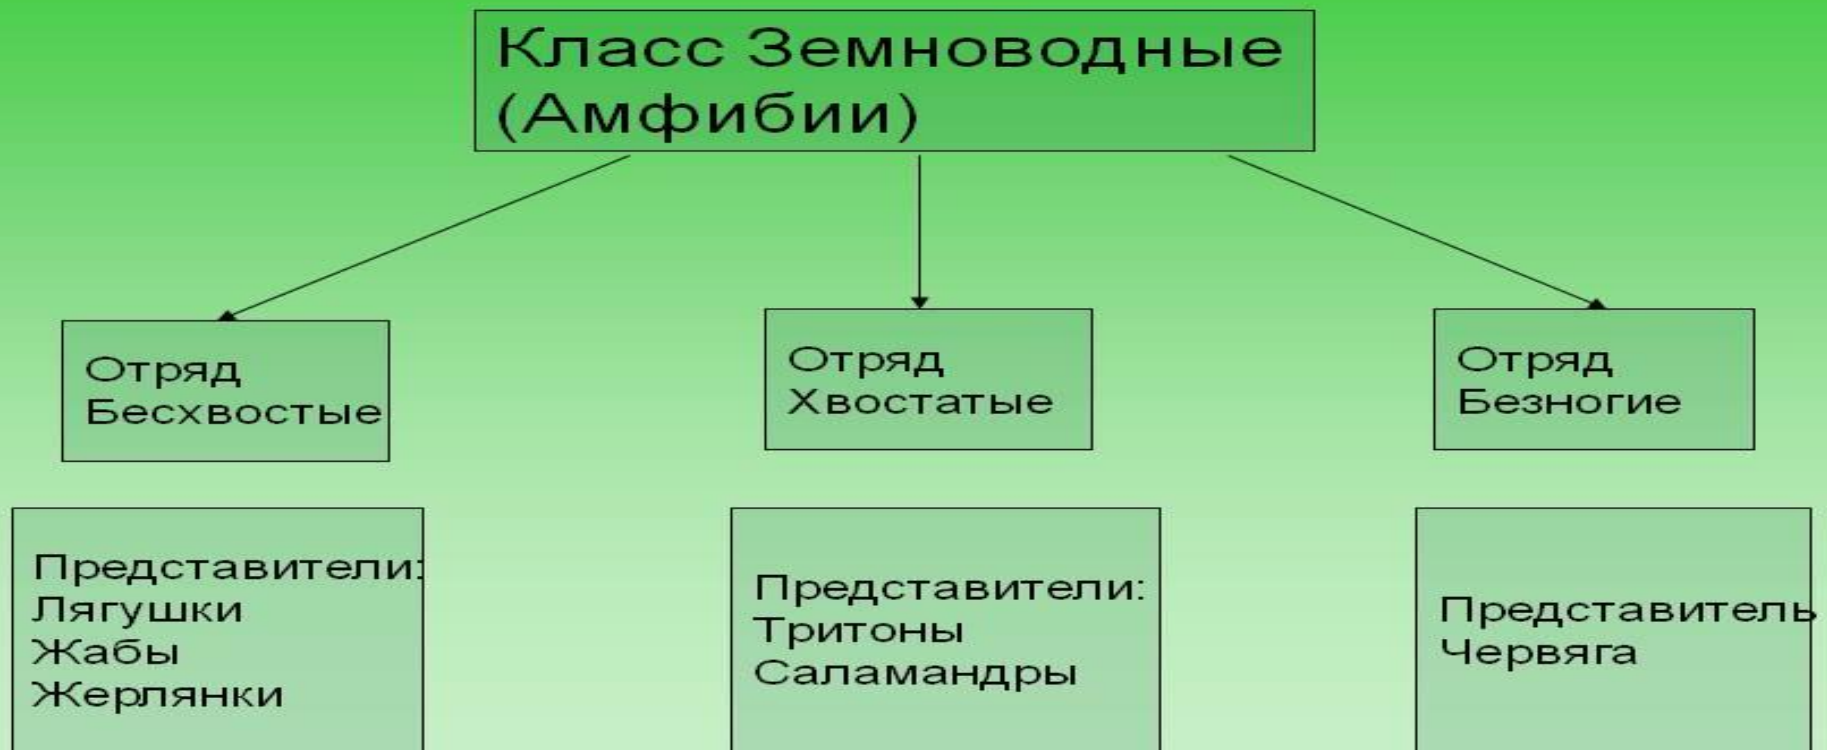 Класс Земноводные
(Амфибии)
Отряд
Бесхвостые
Отряд
Хвостатые
Отряд
Безногие
Представители:
Лягушки
Жабы
Жерлянки
Представители:
Тритоны
Саламандры
Представитель
Червяга